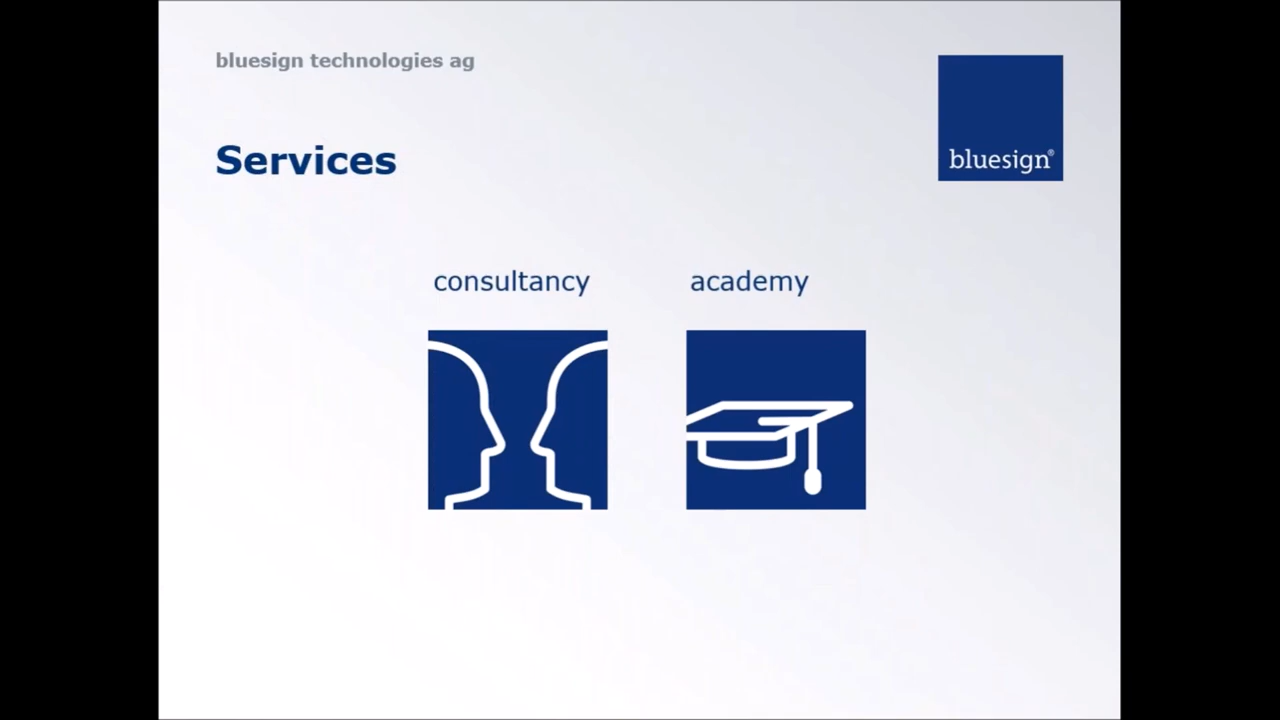 bluesign technologies ag
Services
bluesign®
consultancy
academy